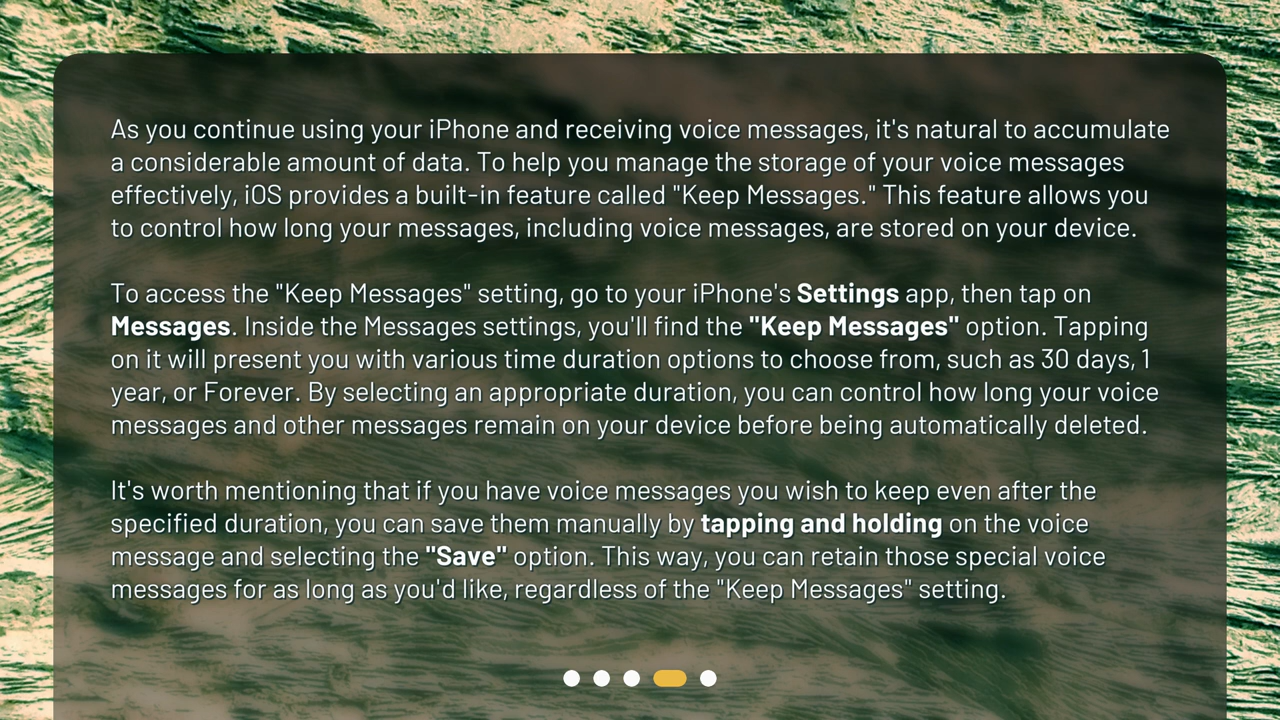 As you continue using your iPhone and receiving voice messages, it's natural to accumulate
a considerable amount of data. To help you manage the storage of your voice messages
effectively, iOS provides a built-in feature called "Keep Messages." This feature allows you
to control how long your messages, including voice messages, are stored on your device.
To access the "Keep Messages" setting, go to your iPhone's Settings app, then tap on
Messages. Inside the Messages settings, you'll find the "Keep Messages" option. Tapping
on it will present you with various time duration options to choose from, such as 30 days, 1
year, or Forever. By selecting an appropriate duration, you can control how long your voice
messages and other messages remain on your device before being automatically deleted.
It's worth mentioning that if you have voice messages you wish to keep even after the
specified duration, you can save them manually by tapping and holding on the voice
message and selecting the "Save" option. This way, you can retain those special voice
messages for as long as you'd like, regardless of the "Keep Messages" setting.